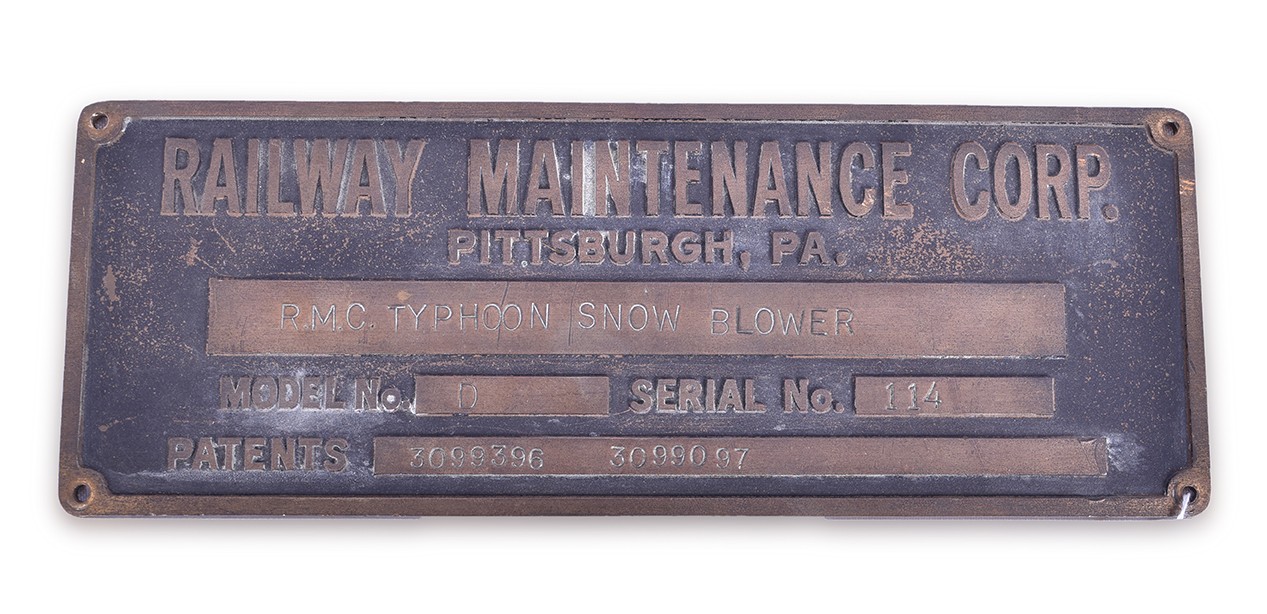 RAILWAY MAINTENANCE CORP.
PITTSBURGH, PA.
R.M.C. TYPHOON SNOW BLOWER
MODEL No. D SERIAL No. 114
PATENTS 3099396 3099097